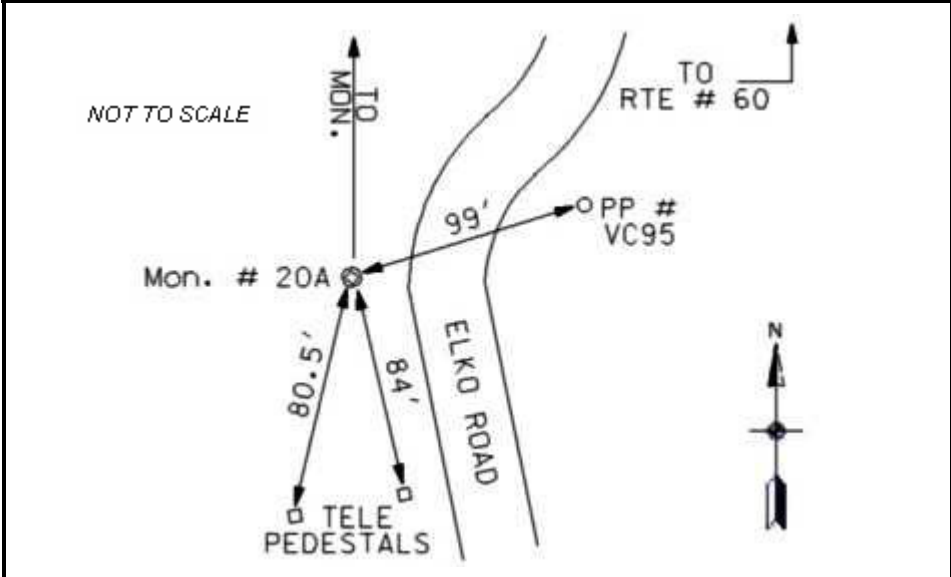 NOT TO SCALE
TO
MON.
TO
RTE # 60
99'
PP #
VC95
Mon. # 20A
80.5'
84'
ELKO ROAD
N
TELE
PEDESTALS